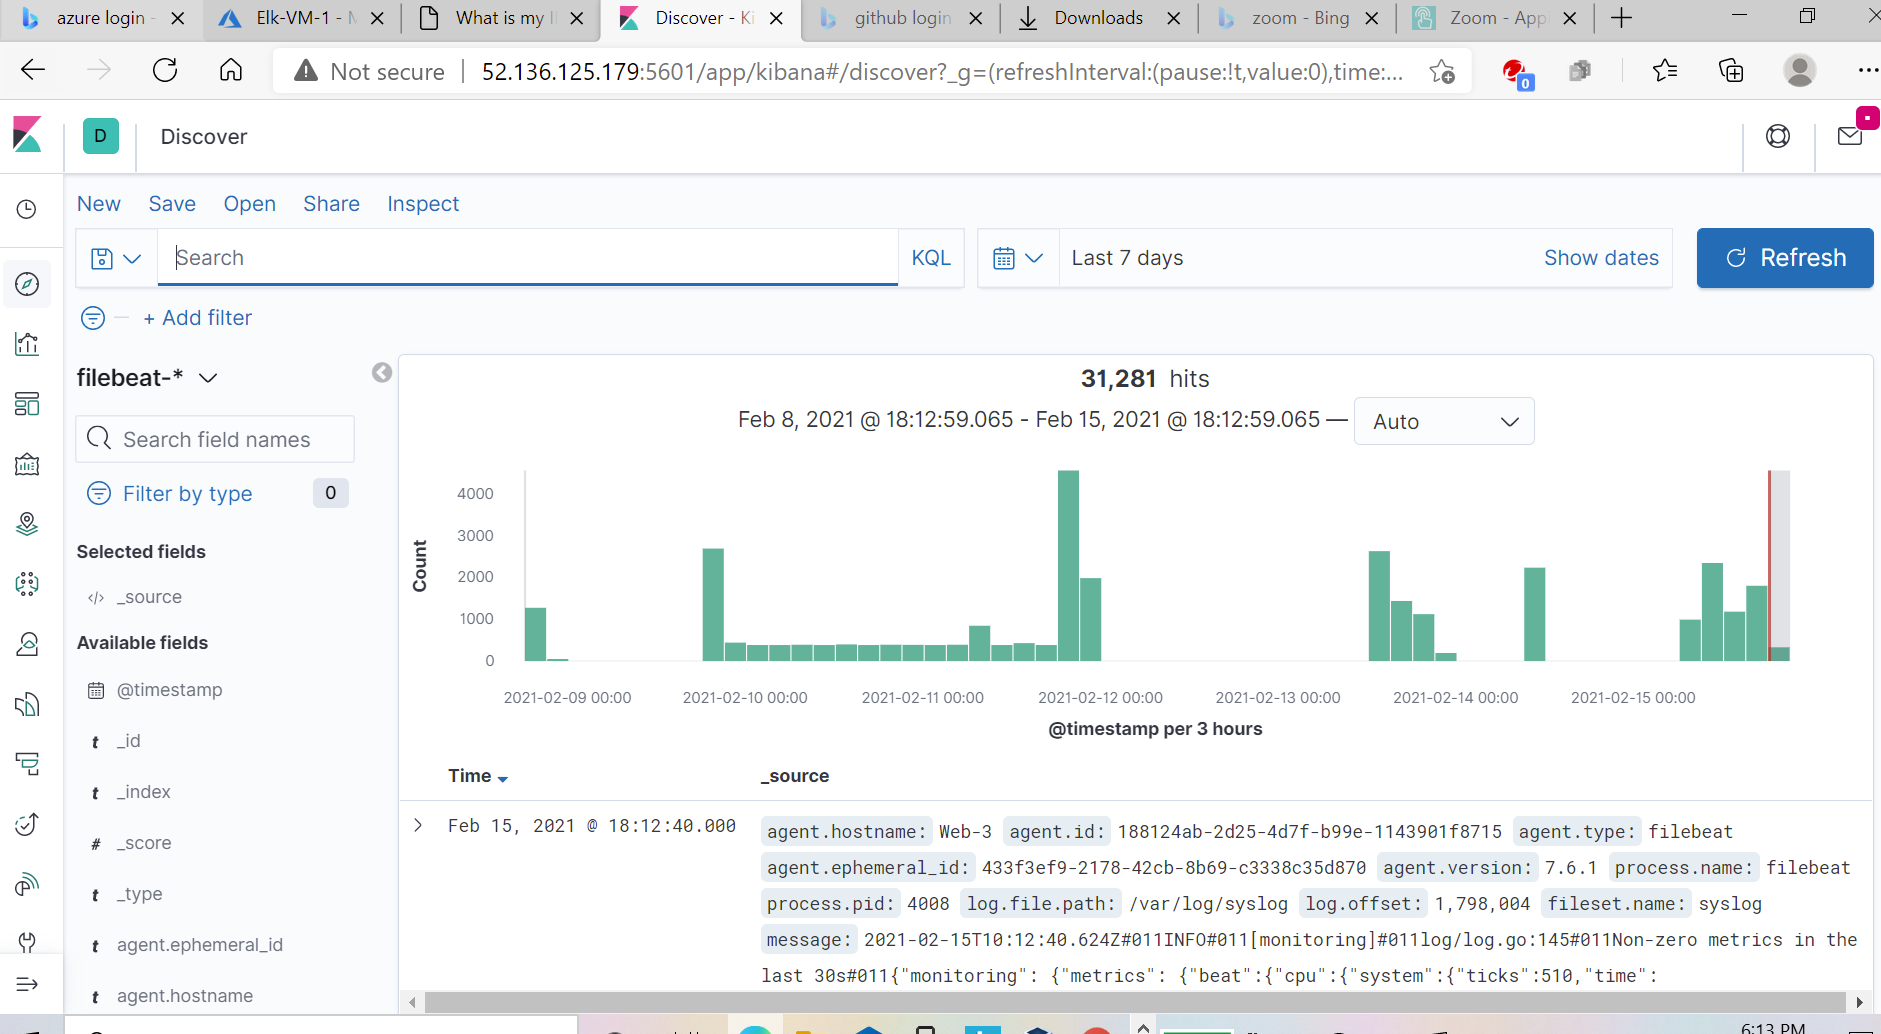 azure login
Elk-VM-1 - M
What is my I
Discover - Ki
github login
Downloads
zoom - Bing
Zoom - App
Not secure
52.136.125.179:5601/app/kibana#/discover?_g=(refreshInterval:(pause:!t,value:0),time:...
0
D
Discover
New Save Open Share Inspect
Search
KQL
Last 7 days
Show dates
Refresh
+ Add filter
filebeat-*
Search field names
Filter by type 0
Selected fields
_source
Available fields
@timestamp
t _id
t _index
# _score
t _type
t agent.ephemeral_id
t agent.hostname
31,281 hits
Feb 8, 2021 @ 18:12:59.065 - Feb 15, 2021 @ 18:12:59.065 —
Auto
Count
4000
3000
2000
1000
0
2021-02-09 00:00
2021-02-10 00:00
2021-02-11 00:00
2021-02-12 00:00
2021-02-13 00:00
2021-02-14 00:00
2021-02-15 00:00
@timestamp per 3 hours
Time _source
Feb 15, 2021 @ 18:12:40.000
agent.hostname: Web-3 agent.id: 188124ab-2d25-4d7f-b99e-1143901f8715 agent.type: filebeat
agent.ephemeral_id: 433f3ef9-2178-42cb-8b69-c3338c35d870 agent.version: 7.6.1 process.name: filebeat
process.pid: 4008 log.file.path: /var/log/syslog log.offset: 1,798,004 fileset.name: syslog
message: 2021-02-15T10:12:40.624Z#011INFO#011[monitoring]#011log/log.go:145#011Non-zero metrics in the
last 30s#011{"monitoring": {"metrics": {"beat":{"cpu":{"system":{"ticks":510,"time":
6:13 PM